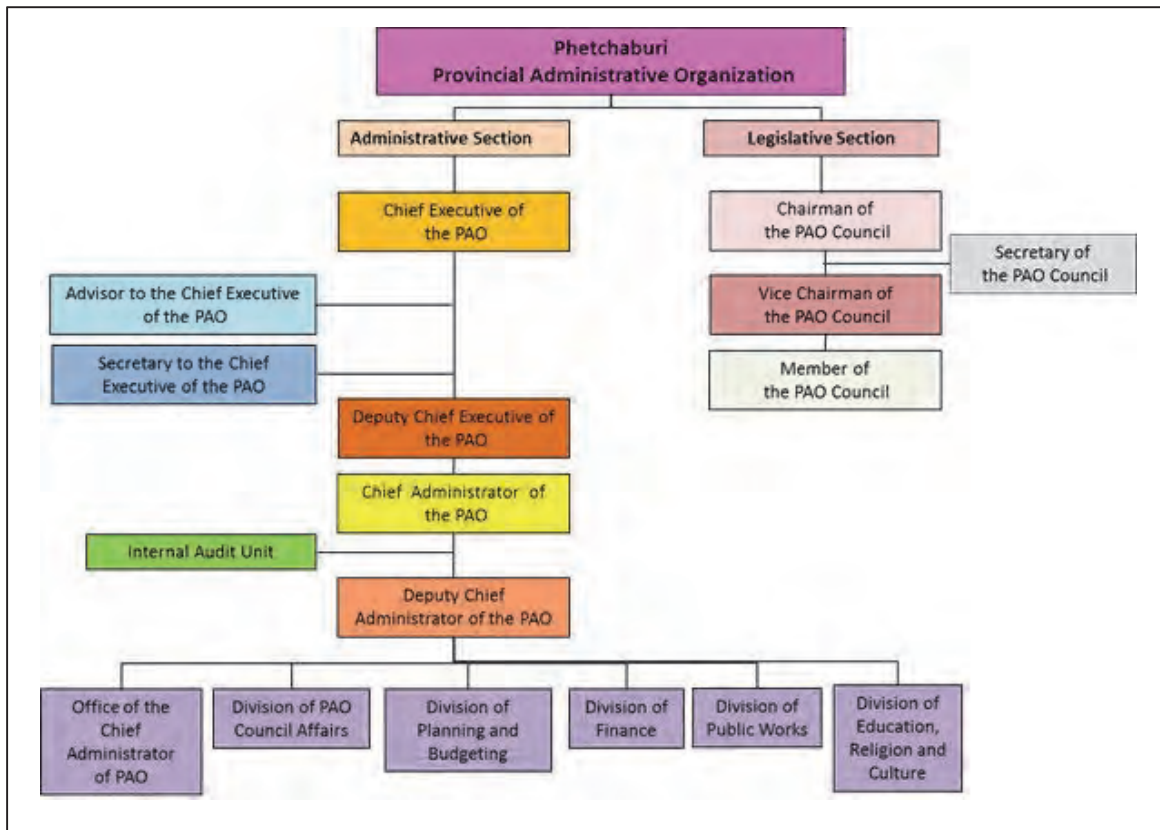 Phetchaburi
Provincial Administrative Organization
Administrative Section
Legislative Section
Chief Executive of
the PAO
Chairman of
the PAO Council
Secretary of
the PAO Council
Advisor to the Chief Executive
of the PAO
Vice Chairman of
the PAO Council
Secretary to the Chief
Executive of the PAO
Member of
the PAO Council
Deputy Chief Executive of
the PAO
Chief Administrator of
the PAO
Internal Audit Unit
Deputy Chief
Administrator of the PAO
Office of the
Chief
Administrator
of PAO
Division of PAO
Council Affairs
Division of
Planning and
Budgeting
Division of
Finance
Division of
Public Works
Division of
Education,
Religion and
Culture